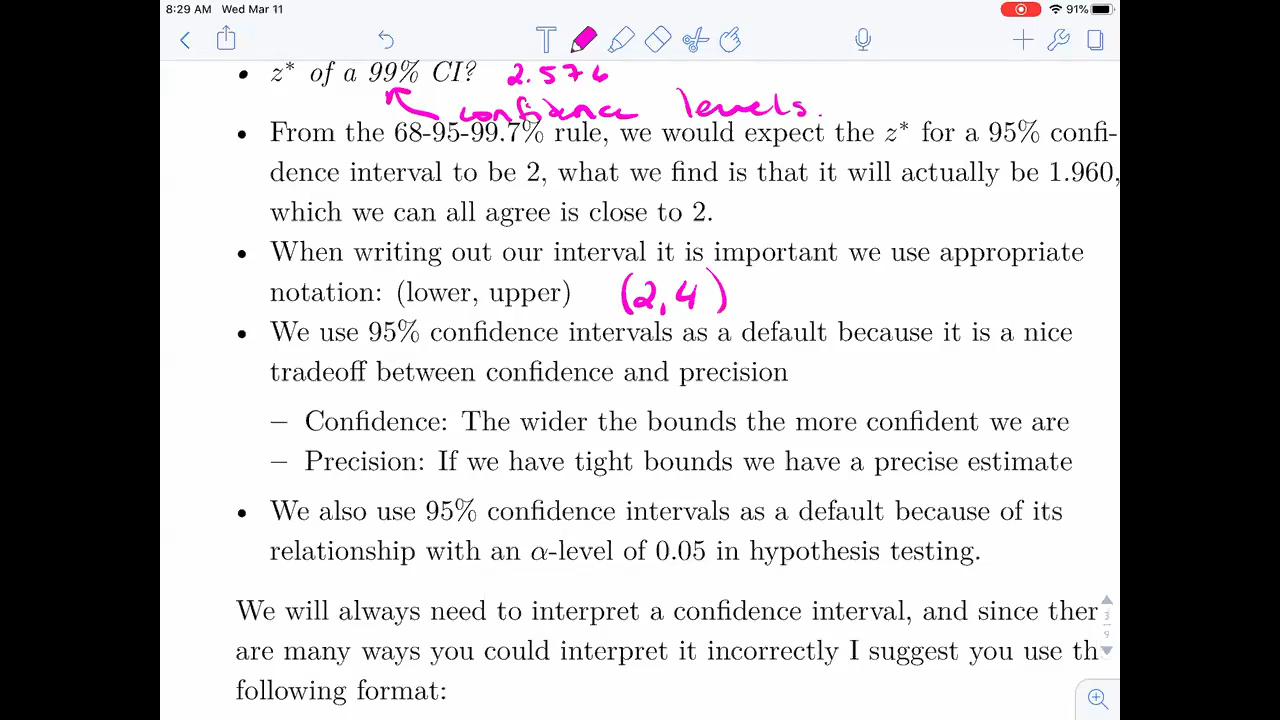 8:29 AM Wed Mar 11 91%
T
• z* of a 99% CI? 2.576
confidence levels.
• From the 68-95-99.7% rule, we would expect the z* for a 95% confi-
dence interval to be 2, what we find is that it will actually be 1.960,
which we can all agree is close to 2.
• When writing out our interval it is important we use appropriate
notation: (lower, upper) (2,4)
• We use 95% confidence intervals as a default because it is a nice
tradeoff between confidence and precision
– Confidence: The wider the bounds the more confident we are
– Precision: If we have tight bounds we have a precise estimate
• We also use 95% confidence intervals as a default because of its
relationship with an α-level of 0.05 in hypothesis testing.
We will always need to interpret a confidence interval, and since ther
are many ways you could interpret it incorrectly I suggest you use th
following format: